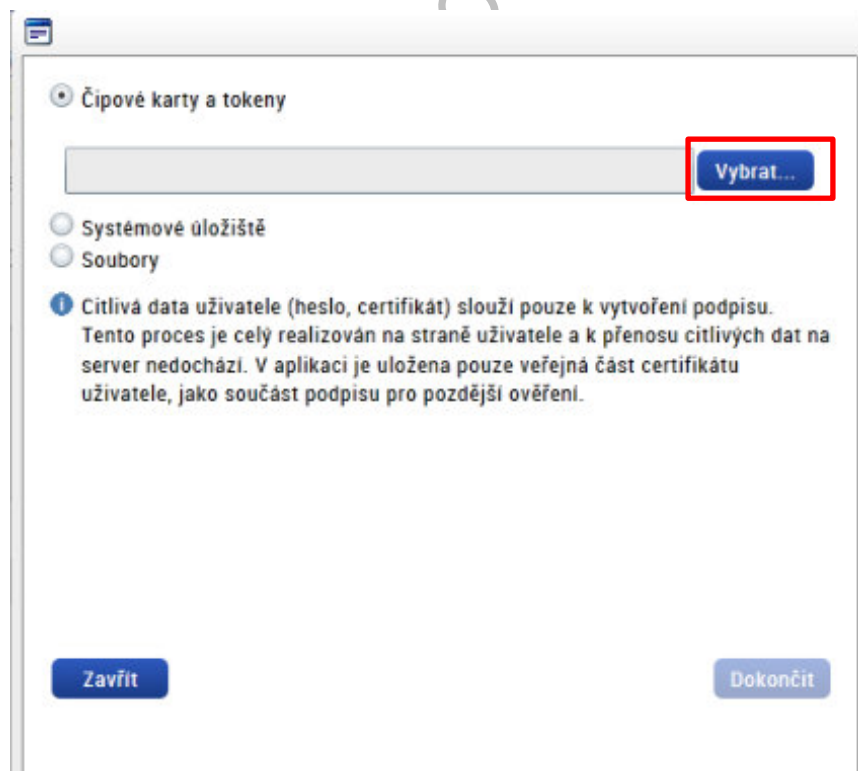 Čipové karty a tokeny
Vybrat...
Systémové úložiště
Soubory
Citlivá data uživatele (heslo, certifikát) slouží pouze k vytvoření podpisu.
Tento proces je celý realizován na straně uživatele a k přenosu citlivých dat na
server nedochází. V aplikaci je uložena pouze veřejná část certifikátu
uživatele, jako součást podpisu pro pozdější ověření.
Zavřít
Dokončit